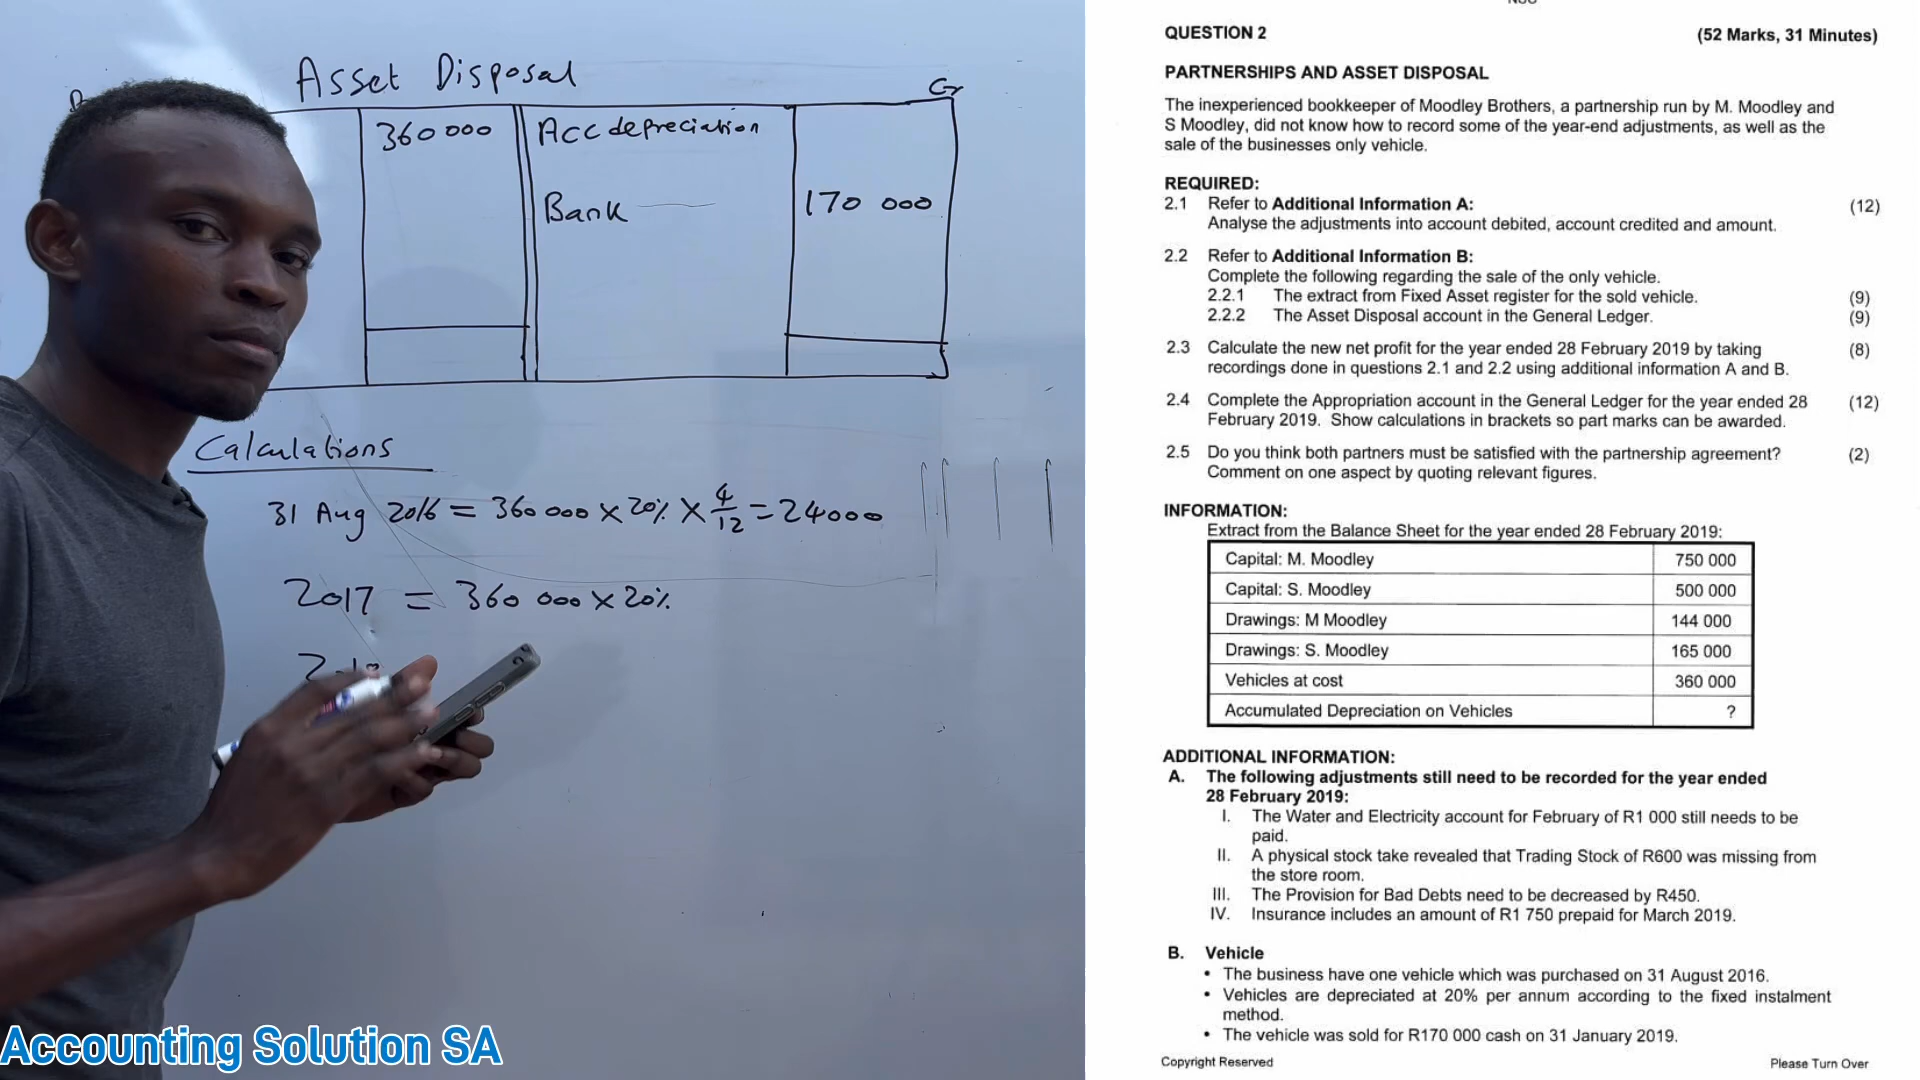 Asset Disposal
Cr
360 000 Acc depreciation
Bank 170 000
Calculations
31 Aug 2016 = 360 000 × 20% × 4/12 = 24000
2017 = 360 000 × 20%
Accounting Solution SA
QUESTION 2 (52 Marks, 31 Minutes)
PARTNERSHIPS AND ASSET DISPOSAL
The inexperienced bookkeeper of Moodley Brothers, a partnership run by M. Moodley and
S Moodley, did not know how to record some of the year-end adjustments, as well as the
sale of the businesses only vehicle.
REQUIRED:
2.1 Refer to Additional Information A: (12)
Analyse the adjustments into account debited, account credited and amount.
2.2 Refer to Additional Information B:
Complete the following regarding the sale of the only vehicle.
2.2.1 The extract from Fixed Asset register for the sold vehicle. (9)
2.2.2 The Asset Disposal account in the General Ledger. (9)
2.3 Calculate the new net profit for the year ended 28 February 2019 by taking (8)
recordings done in questions 2.1 and 2.2 using additional information A and B.
2.4 Complete the Appropriation account in the General Ledger for the year ended 28 (12)
February 2019. Show calculations in brackets so part marks can be awarded.
2.5 Do you think both partners must be satisfied with the partnership agreement? (2)
Comment on one aspect by quoting relevant figures.
INFORMATION:
Extract from the Balance Sheet for the year ended 28 February 2019:
Capital: M. Moodley 750 000
Capital: S. Moodley 500 000
Drawings: M Moodley 144 000
Drawings: S. Moodley 165 000
Vehicles at cost 360 000
Accumulated Depreciation on Vehicles ?
ADDITIONAL INFORMATION:
A. The following adjustments still need to be recorded for the year ended
28 February 2019:
I. The Water and Electricity account for February of R1 000 still needs to be
paid.
II. A physical stock take revealed that Trading Stock of R600 was missing from
the store room.
III. The Provision for Bad Debts need to be decreased by R450.
IV. Insurance includes an amount of R1 750 prepaid for March 2019.
B. Vehicle
• The business have one vehicle which was purchased on 31 August 2016.
• Vehicles are depreciated at 20% per annum according to the fixed instalment
method.
• The vehicle was sold for R170 000 cash on 31 January 2019.
Copyright Reserved Please Turn Over